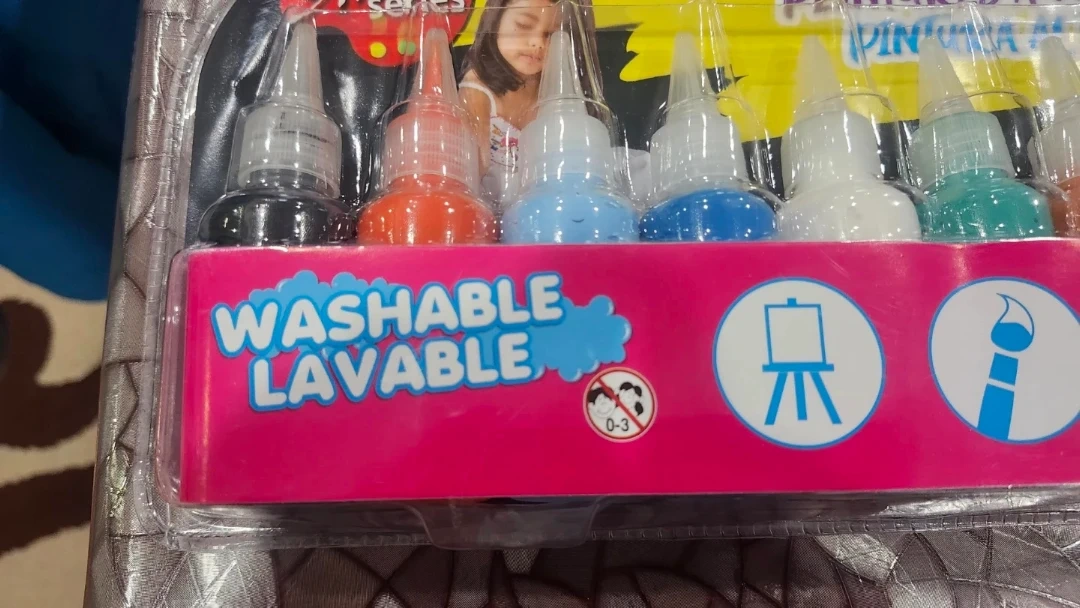 series
PINTURA A
WASHABLE
LAVABLE
0-3